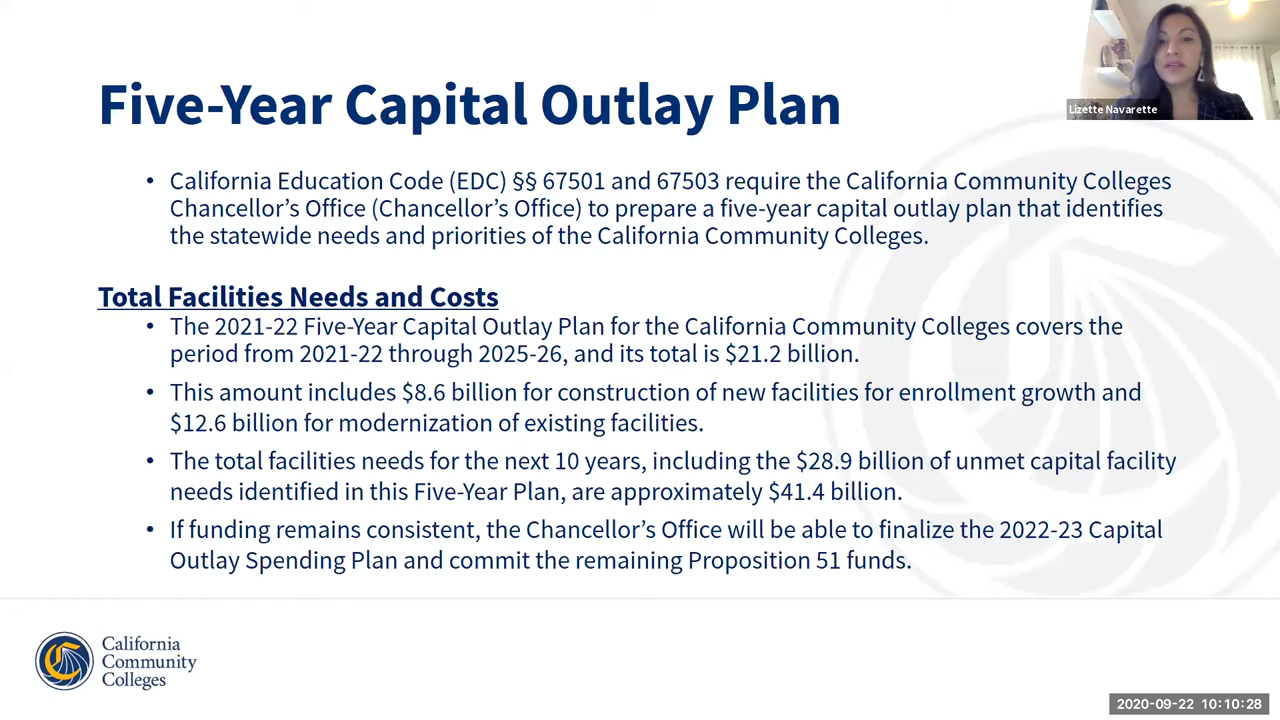 Five-Year Capital Outlay Plan
Lizette Navarette
• California Education Code (EDC) §§ 67501 and 67503 require the California Community Colleges
Chancellor’s Office (Chancellor’s Office) to prepare a five-year capital outlay plan that identifies
the statewide needs and priorities of the California Community Colleges.
Total Facilities Needs and Costs
• The 2021-22 Five-Year Capital Outlay Plan for the California Community Colleges covers the
period from 2021-22 through 2025-26, and its total is $21.2 billion.
• This amount includes $8.6 billion for construction of new facilities for enrollment growth and
$12.6 billion for modernization of existing facilities.
• The total facilities needs for the next 10 years, including the $28.9 billion of unmet capital facility
needs identified in this Five-Year Plan, are approximately $41.4 billion.
• If funding remains consistent, the Chancellor’s Office will be able to finalize the 2022-23 Capital
Outlay Spending Plan and commit the remaining Proposition 51 funds.
California
Community
Colleges
2020-09-22 10:10:28